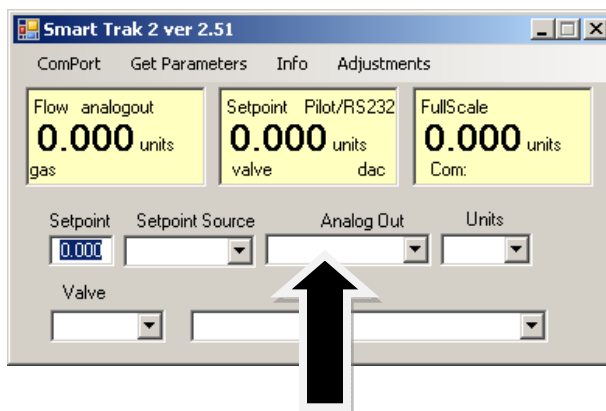 Smart Trak 2 ver 2.51
ComPort Get Parameters Info Adjustments
Flow analogout Setpoint Pilot/RS232 FullScale
0.000 units 0.000 units 0.000 units
gas valve dac Com:
Setpoint Setpoint Source Analog Out Units
0.000
Valve